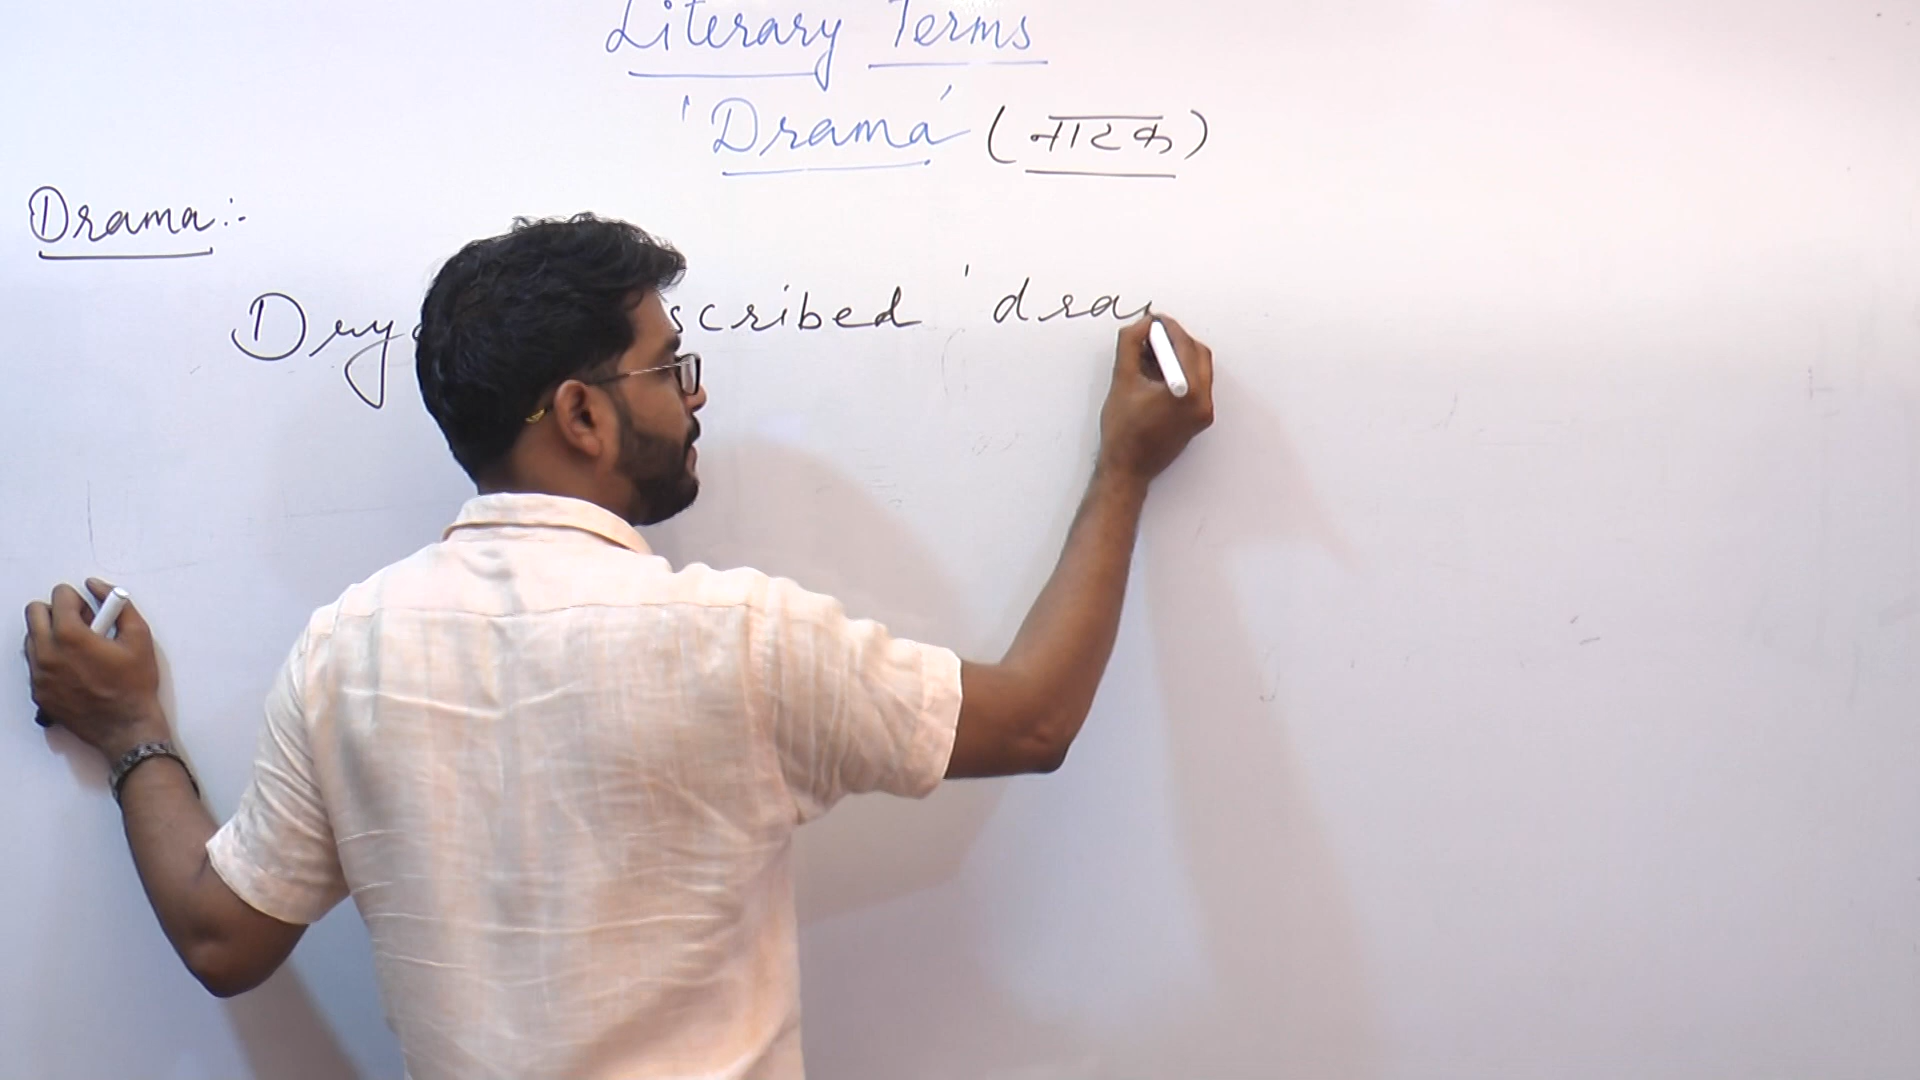 Literary Terms
'Drama' (नाटक)
Drama:-
scribed 'dra